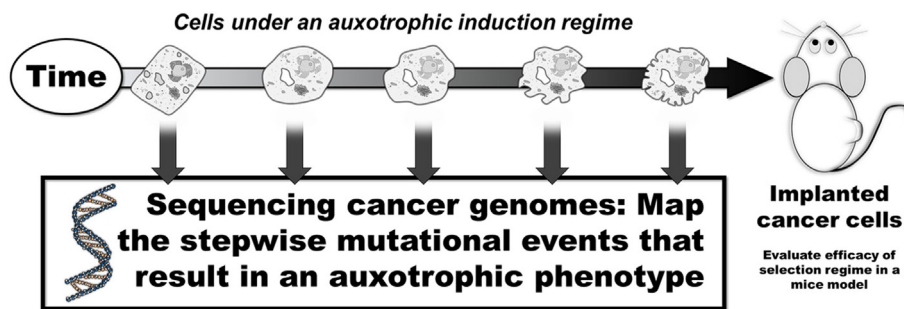 Cells under an auxotrophic induction regime
Time
Sequencing cancer genomes: Map
the stepwise mutational events that
result in an auxotrophic phenotype
Implanted
cancer cells
Evaluate efficacy of
selection regime in a
mice model